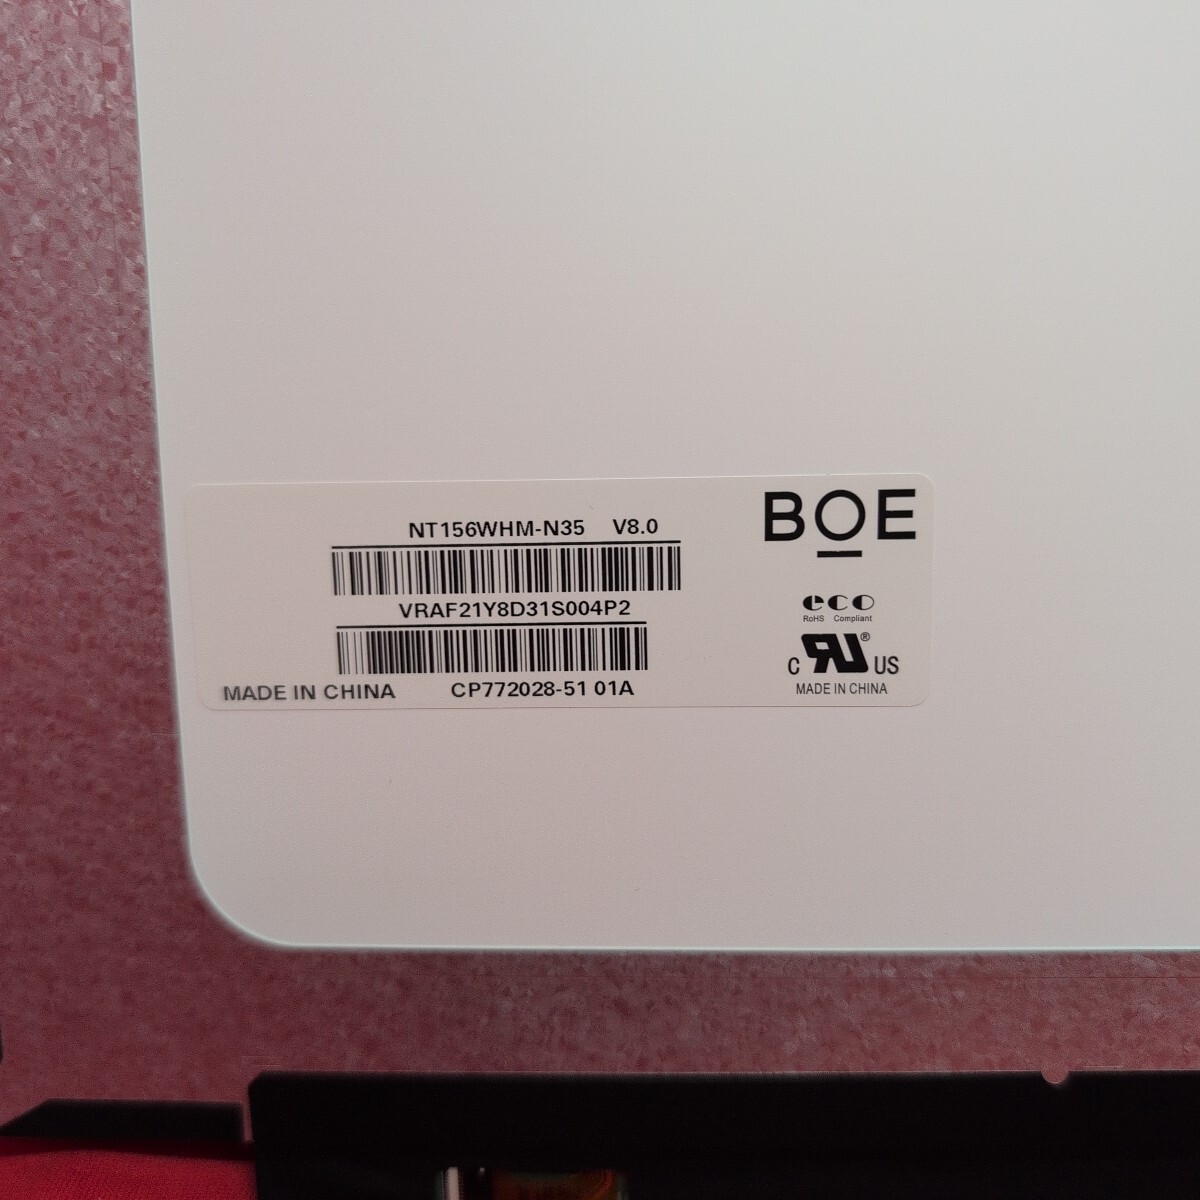 NT156WHM-N35 V8.0
VRAF21Y8D31S004P2
MADE IN CHINA CP772028-51 01A
BOE
eco
RoHS Compliant
C RU® US
MADE IN CHINA